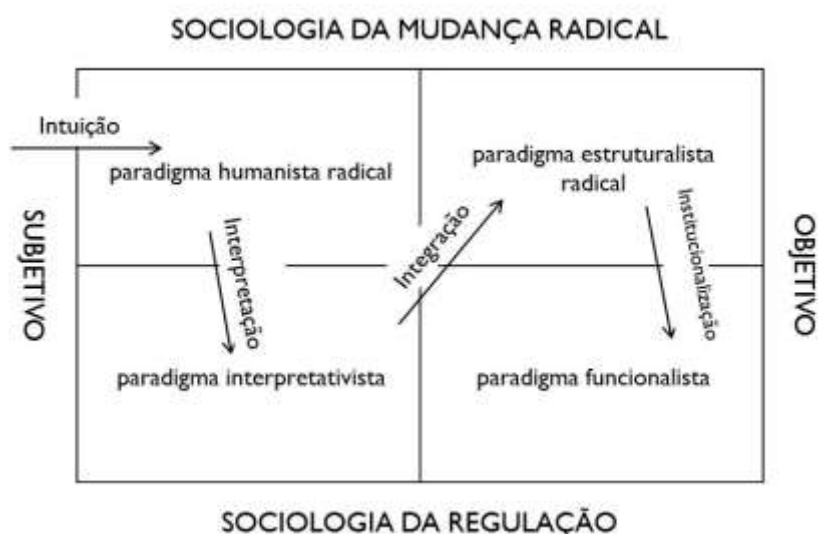 SOCIOLOGIA DA MUDANÇA RADICAL
Intuição
paradigma humanista radical
paradigma estruturalista
radical
SUBJETIVO
Interpretação
Integração
Institucionalização
OBJETIVO
paradigma interpretativista
paradigma funcionalista
SOCIOLOGIA DA REGULAÇÃO